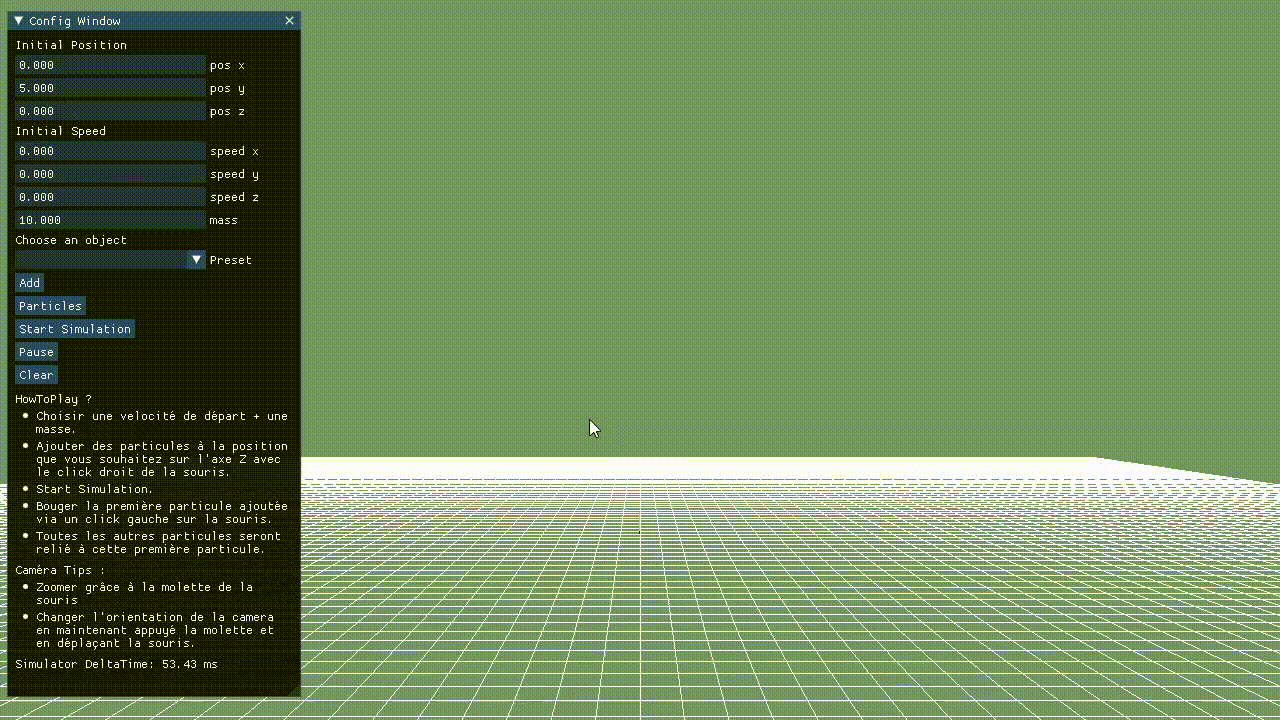 Config Window
Initial Position
0.000 pos x
5.000 pos y
0.000 pos z
Initial Speed
0.000 speed x
0.000 speed y
0.000 speed z
10.000 mass
Choose an object
Preset
Add
Particles
Start Simulation
Pause
Clear
HowToPlay ?
Choisir une velocité de départ + une
masse.
Ajouter des particules à la position
que vous souhaitez sur l'axe Z avec
le click droit de la souris.
Start Simulation.
Bouger la première particule ajoutée
via un click gauche sur la souris.
Toutes les autres particules seront
relié à cette première particule.
Caméra Tips :
Zoomer grâce à la molette de la
souris
Changer l'orientation de la camera
en maintenant appuyé la molette et
en déplaçant la souris.
Simulator DeltaTime: 53.43 ms